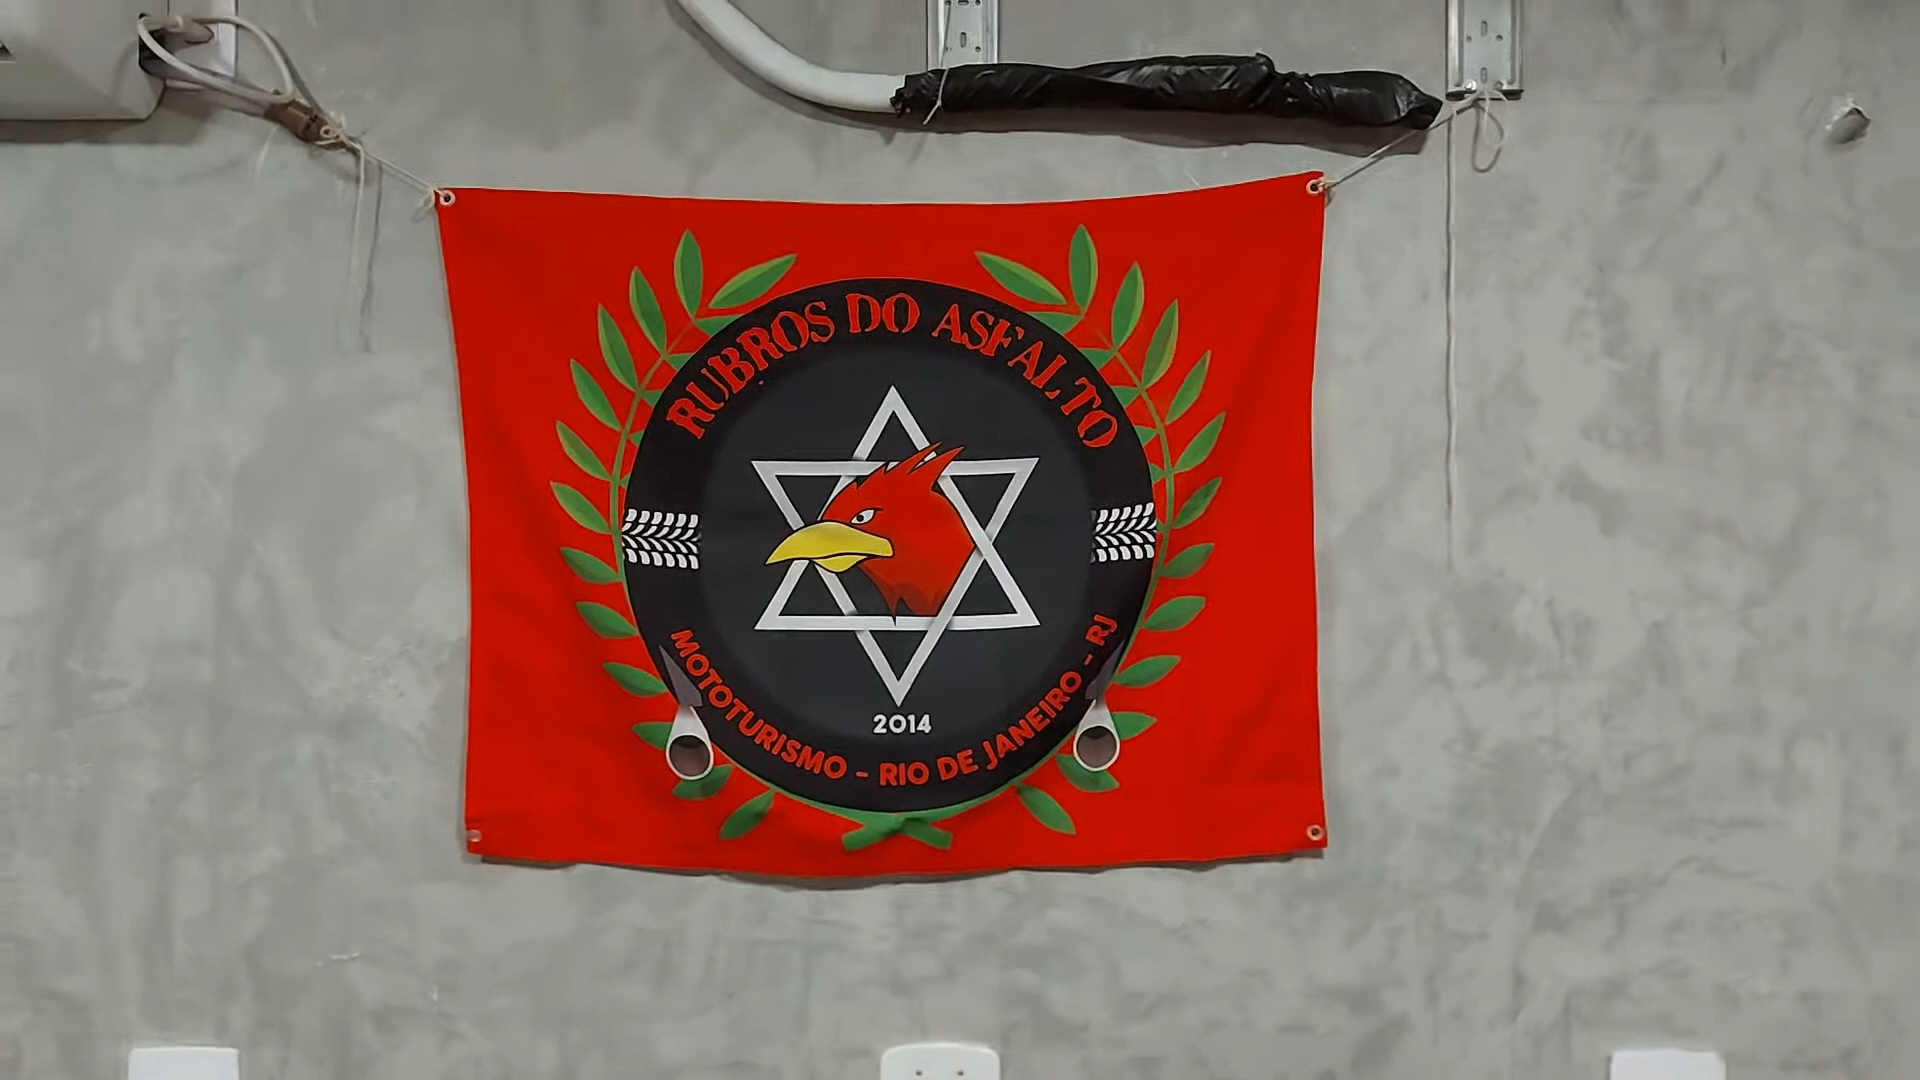 RUBROS DO ASFALTO
2014
MOTOTURISMO - RIO DE JANEIRO - RJ